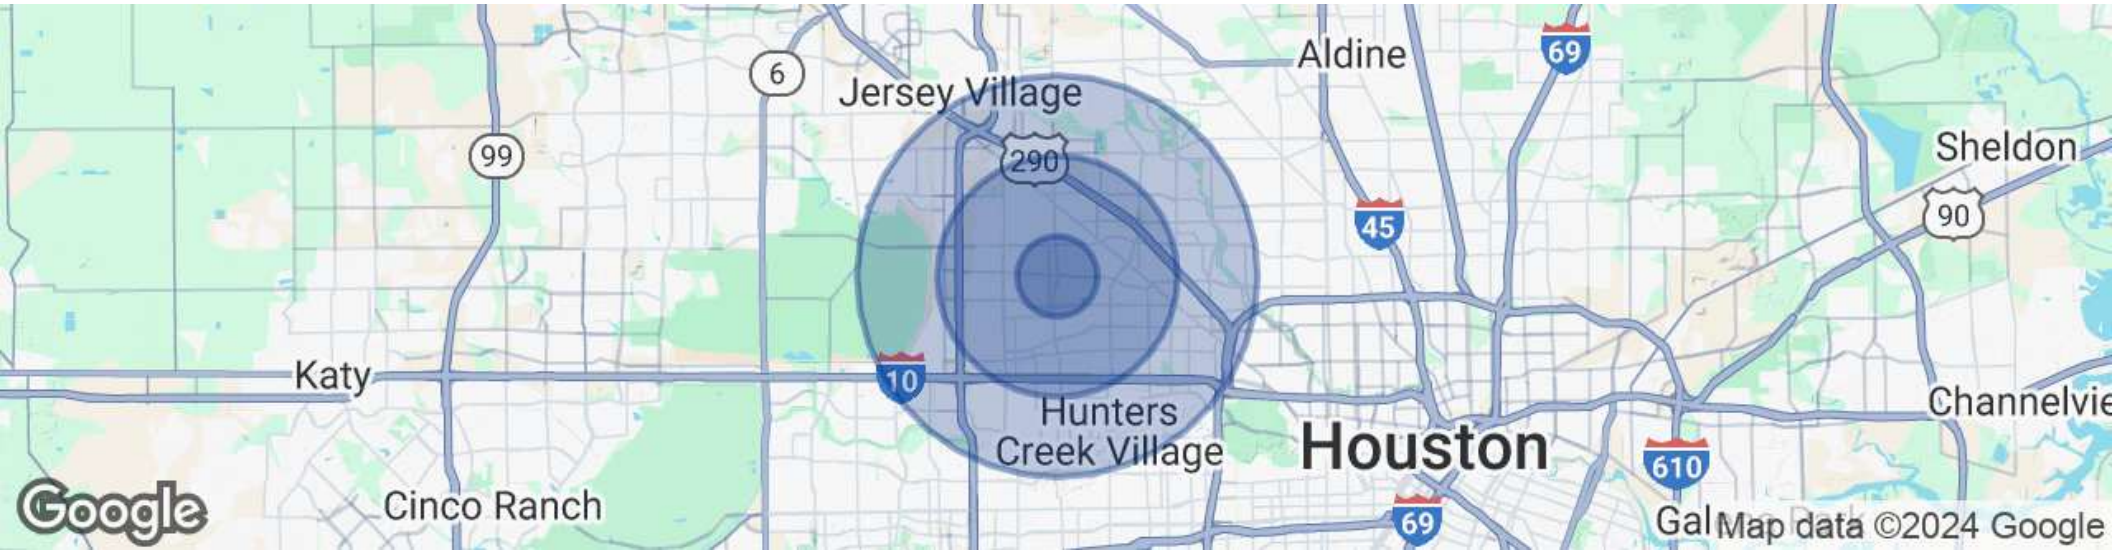 Aldine
69
6
Jersey Village
99
290
Sheldon
45
90
Katy
10
Hunters
Creek Village
Channelvie
Houston
610
Cinco Ranch
69
Google
Gal
Map data ©2024 Google